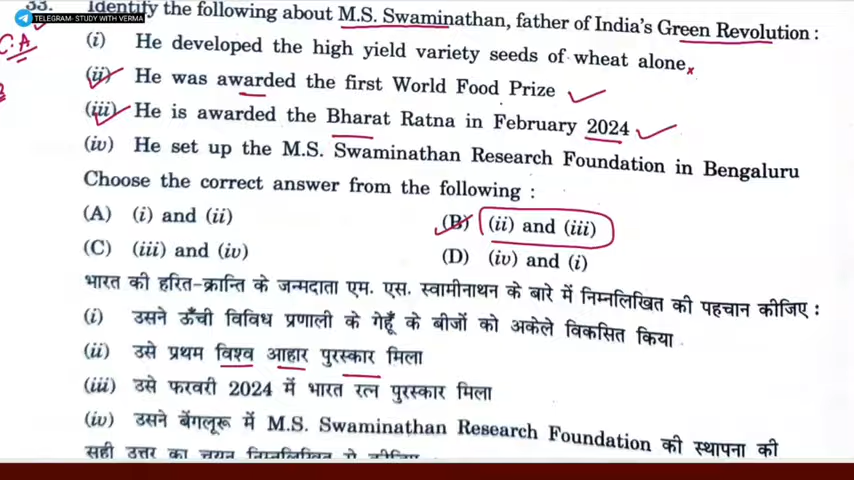 33. Identify the following about M.S. Swaminathan, father of India's Green Revolution :
TELEGRAM- STUDY WITH VERMA
C.A
(i) He developed the high yield variety seeds of wheat alone
(ii) He was awarded the first World Food Prize
(iii) He is awarded the Bharat Ratna in February 2024
(iv) He set up the M.S. Swaminathan Research Foundation in Bengaluru
Choose the correct answer from the following :
(A) (i) and (ii) (B) (ii) and (iii)
(C) (iii) and (iv) (D) (iv) and (i)
भारत की हरित-क्रान्ति के जन्मदाता एम. एस. स्वामीनाथन के बारे में निम्नलिखित की पहचान कीजिए :
(i) उसने ऊँची विविध प्रणाली के गेहूँ के बीजों को अकेले विकसित किया
(ii) उसे प्रथम विश्व आहार पुरस्कार मिला
(iii) उसे फरवरी 2024 में भारत रत्न पुरस्कार मिला
(iv) उसने बेंगलूरू में M.S. Swaminathan Research Foundation की स्थापना की
सही उत्तर का चयन निम्नलिखित से कीजिए